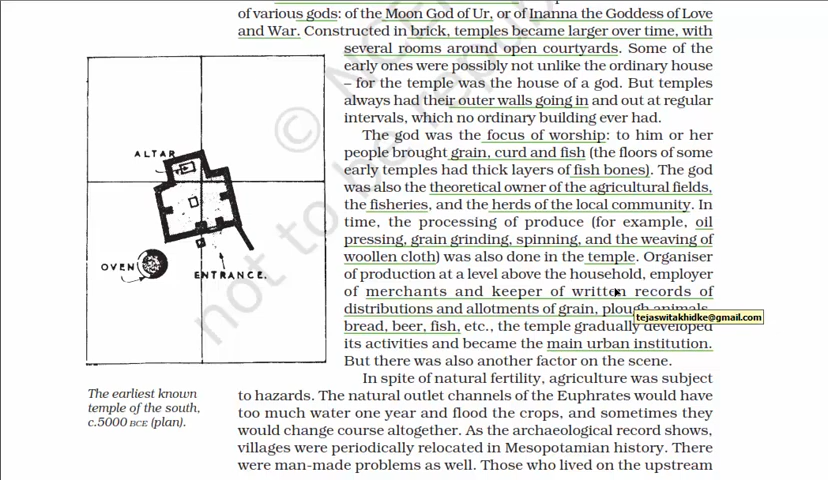 of various gods: of the Moon God of Ur, or of Inanna the Goddess of Love
and War. Constructed in brick, temples became larger over time, with
several rooms around open courtyards. Some of the
early ones were possibly not unlike the ordinary house
– for the temple was the house of a god. But temples
always had their outer walls going in and out at regular
intervals, which no ordinary building ever had.
The god was the focus of worship: to him or her
people brought grain, curd and fish (the floors of some
early temples had thick layers of fish bones). The god
was also the theoretical owner of the agricultural fields,
the fisheries, and the herds of the local community. In
time, the processing of produce (for example, oil
pressing, grain grinding, spinning, and the weaving of
woollen cloth) was also done in the temple. Organiser
of production at a level above the household, employer
of merchants and keeper of written records of
distributions and allotments of grain, plough animals,
bread, beer, fish, etc., the temple gradually developed
its activities and became the main urban institution.
But there was also another factor on the scene.
In spite of natural fertility, agriculture was subject
to hazards. The natural outlet channels of the Euphrates would have
too much water one year and flood the crops, and sometimes they
would change course altogether. As the archaeological record shows,
villages were periodically relocated in Mesopotamian history. There
were man-made problems as well. Those who lived on the upstream
ALTAR
OVEN
ENTRANCE.
The earliest known
temple of the south,
c.5000 BCE (plan).
tejaswitakhidke@gmail.com
© NC
not to be repu